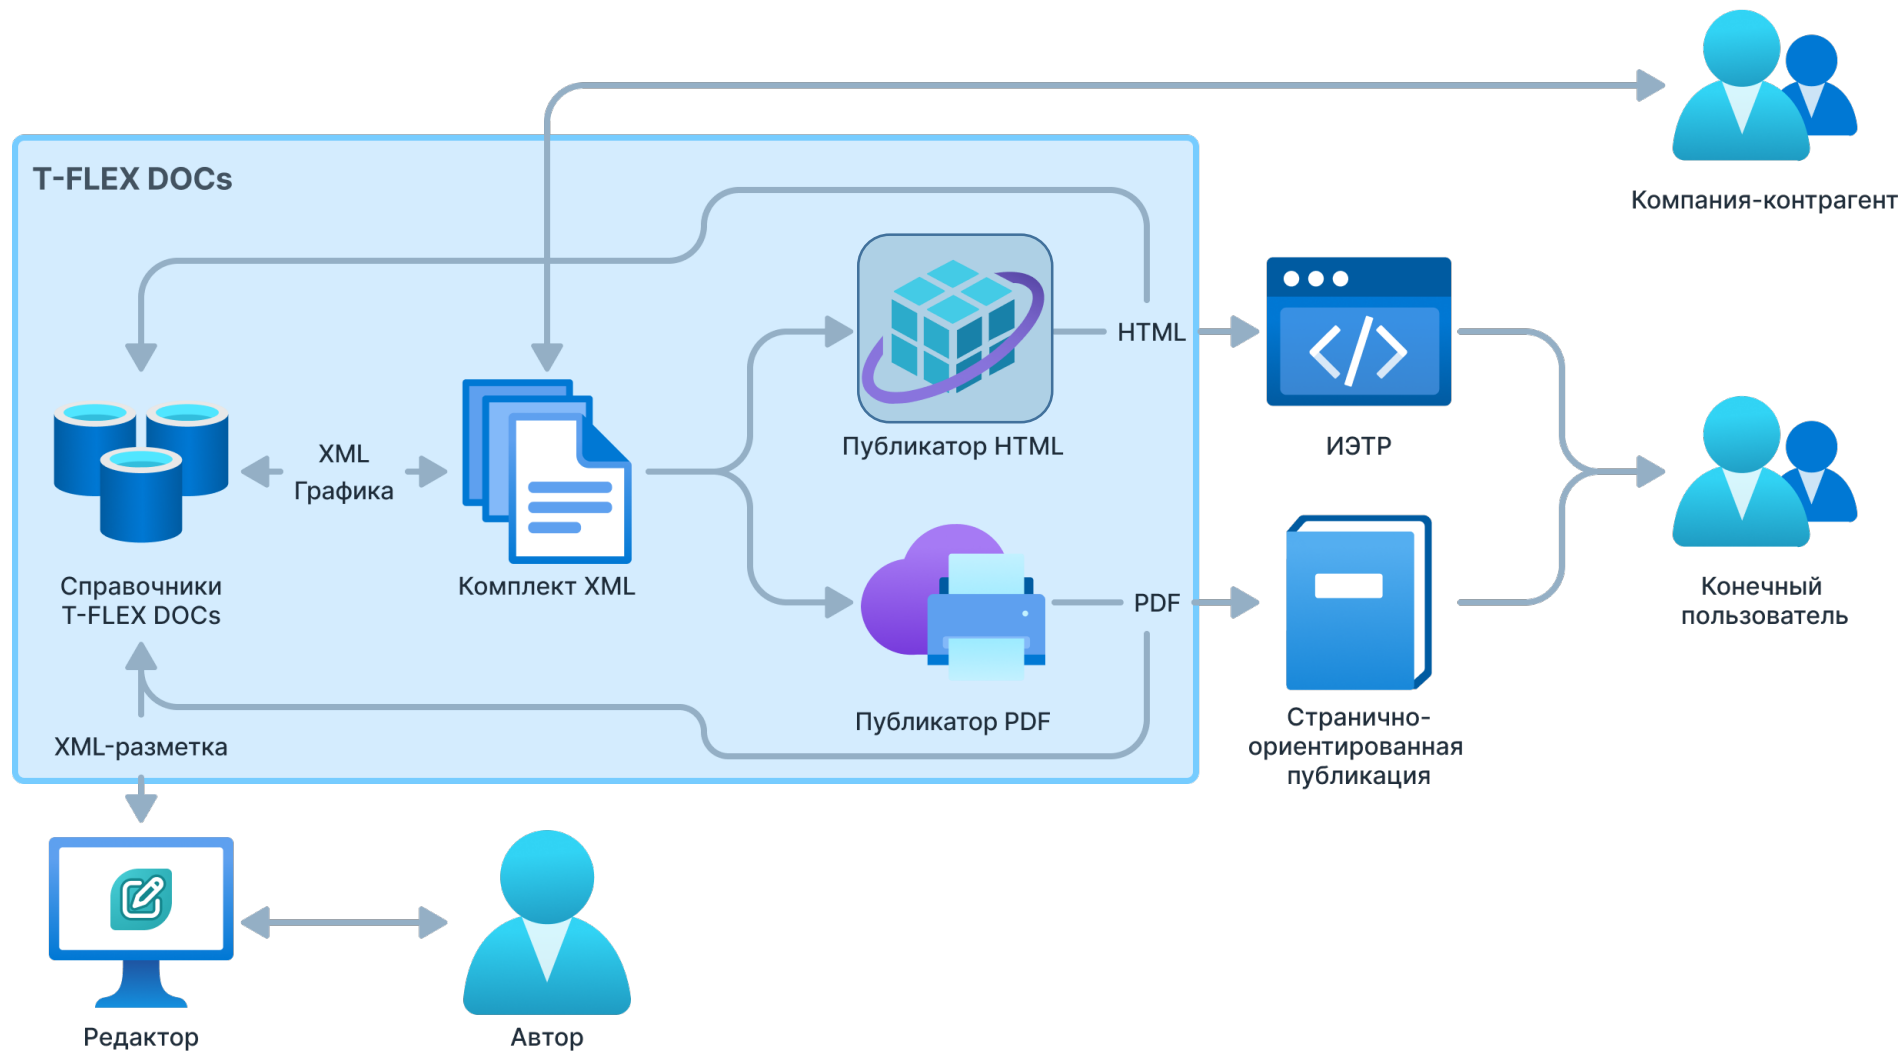 Компания-контрагент
T-FLEX DOCs
HTML
Публикатор HTML
ИЭТР
XML
Графика
Справочники
T-FLEX DOCs
Комплект XML
Конечный
пользователь
PDF
Публикатор PDF
Странично-
ориентированная
публикация
XML-разметка
Редактор
Автор